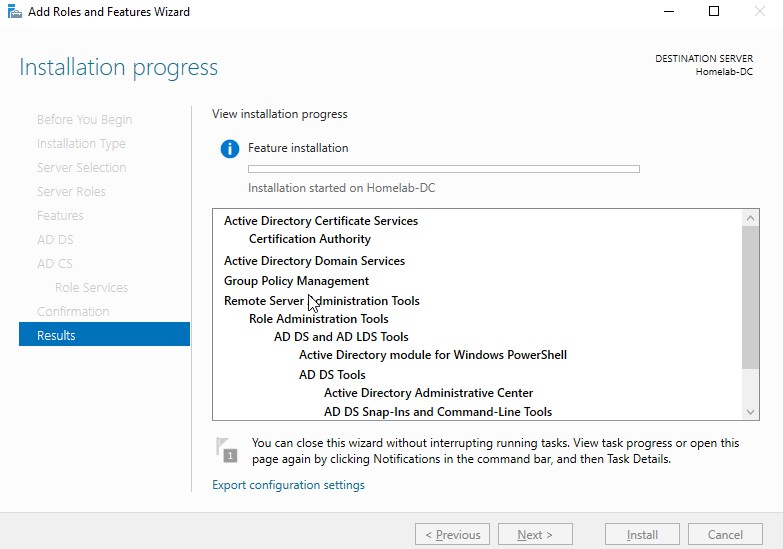 Add Roles and Features Wizard
Installation progress
DESTINATION SERVER
Homelab-DC
Before You Begin
Installation Type
Server Selection
Server Roles
Features
AD DS
AD CS
Role Services
Confirmation
Results
View installation progress
Feature installation
Installation started on Homelab-DC
Active Directory Certificate Services
Certification Authority
Active Directory Domain Services
Group Policy Management
Remote Server Administration Tools
Role Administration Tools
AD DS and AD LDS Tools
Active Directory module for Windows PowerShell
AD DS Tools
Active Directory Administrative Center
AD DS Snap-Ins and Command-Line Tools
1
You can close this wizard without interrupting running tasks. View task progress or open this
page again by clicking Notifications in the command bar, and then Task Details.
Export configuration settings
< Previous
Next >
Install
Cancel